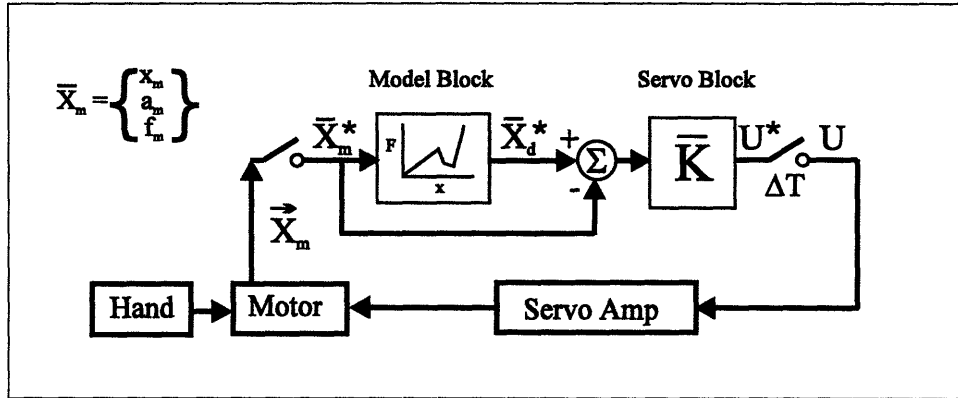 Model Block
Servo Block
X̄ₘ = { xₘ aₘ fₘ }
X̄ₘ*
F
x
X̄d*
+
Σ
-
K̄
U*
U
ΔT
X⃗ₘ
Hand
Motor
Servo Amp